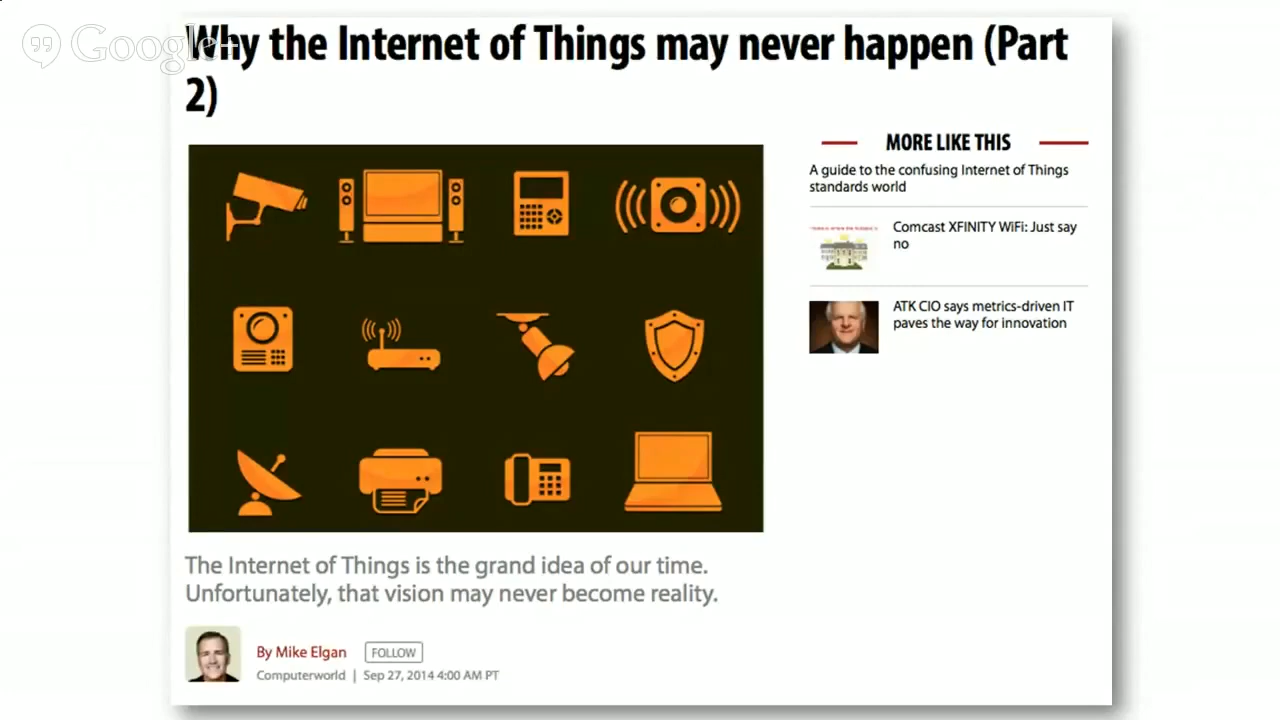 Google+
Why the Internet of Things may never happen (Part
2)
MORE LIKE THIS
A guide to the confusing Internet of Things
standards world
Comcast XFINITY WiFi: Just say
no
ATK CIO says metrics-driven IT
paves the way for innovation
The Internet of Things is the grand idea of our time.
Unfortunately, that vision may never become reality.
By Mike Elgan FOLLOW
Computerworld | Sep 27, 2014 4:00 AM PT